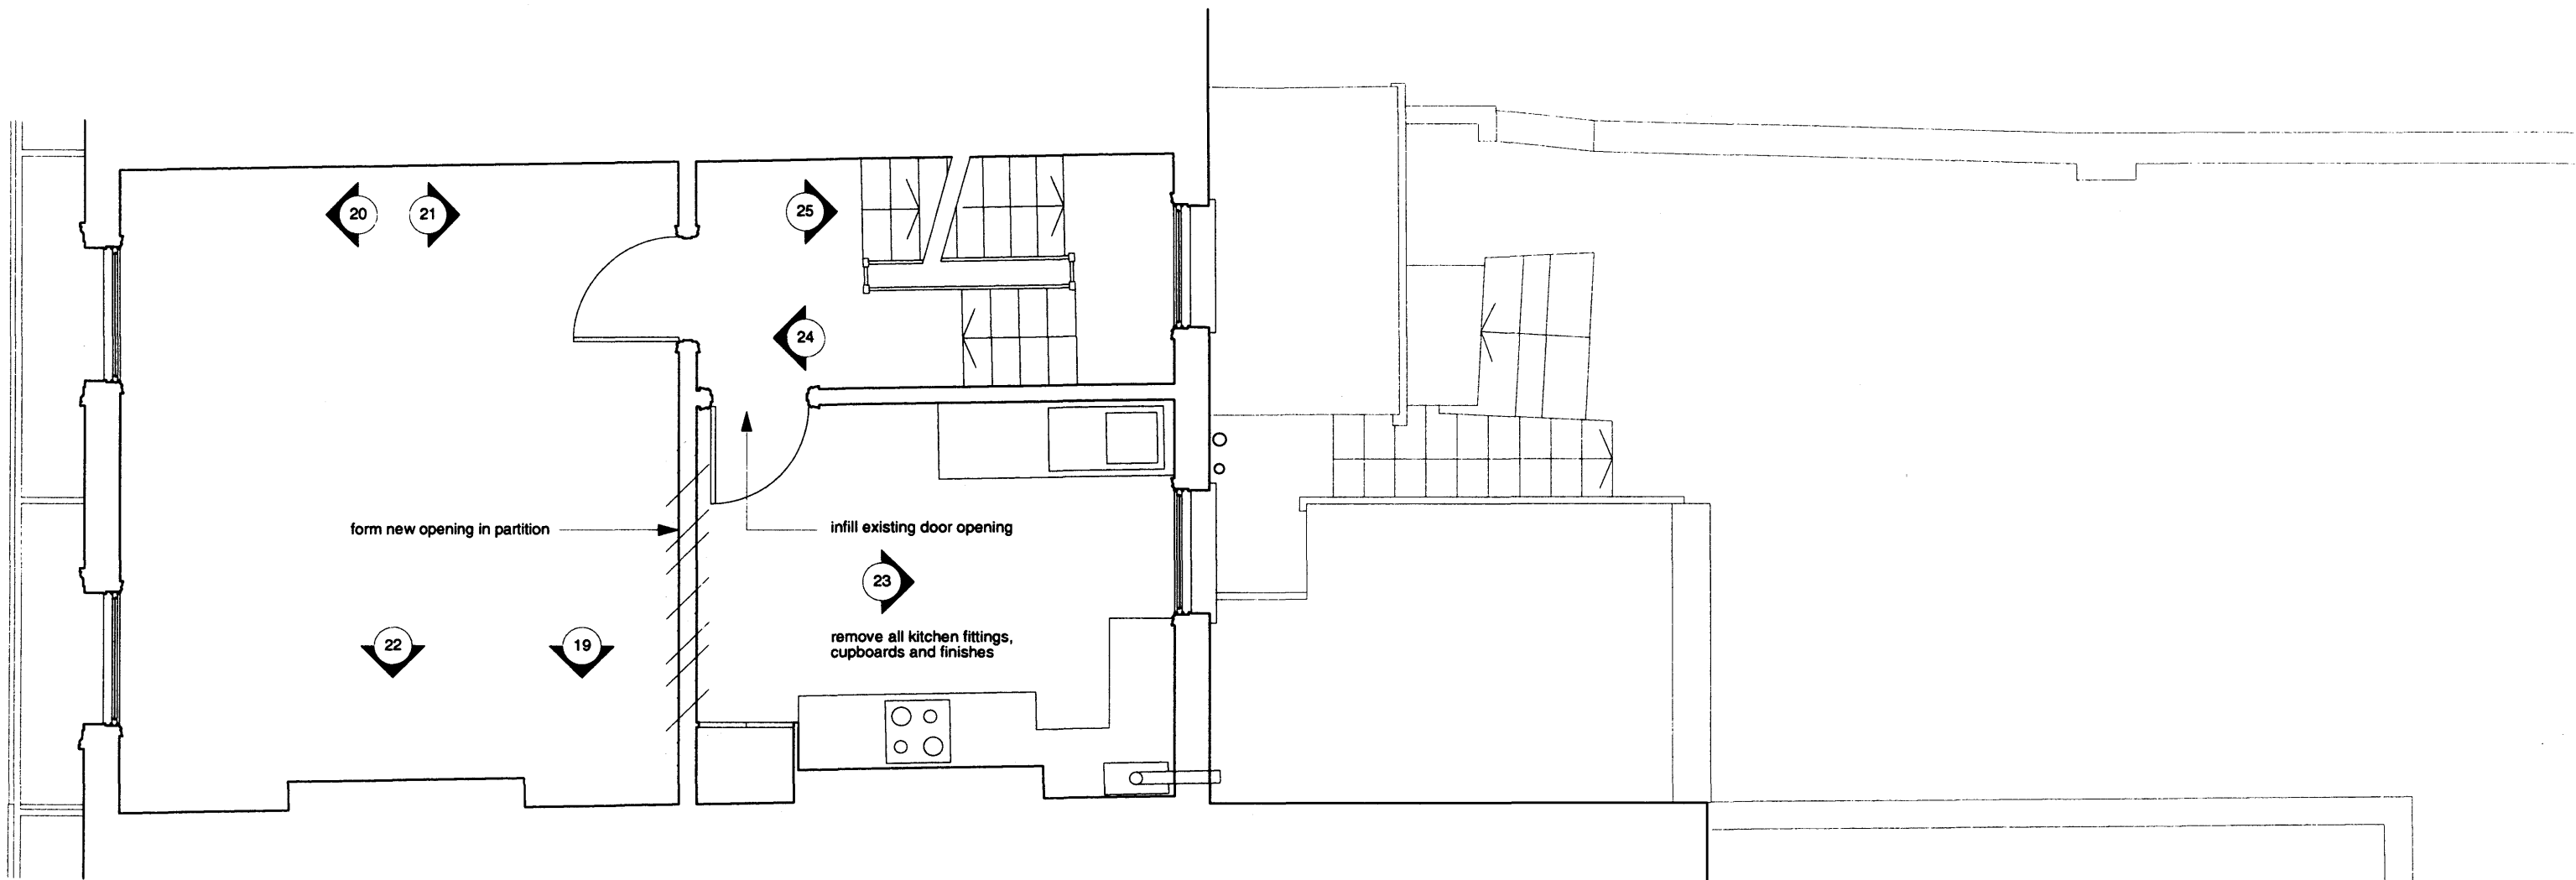 20
21
25
24
form new opening in partition
infill existing door opening
23
22
19
remove all kitchen fittings,
cupboards and finishes